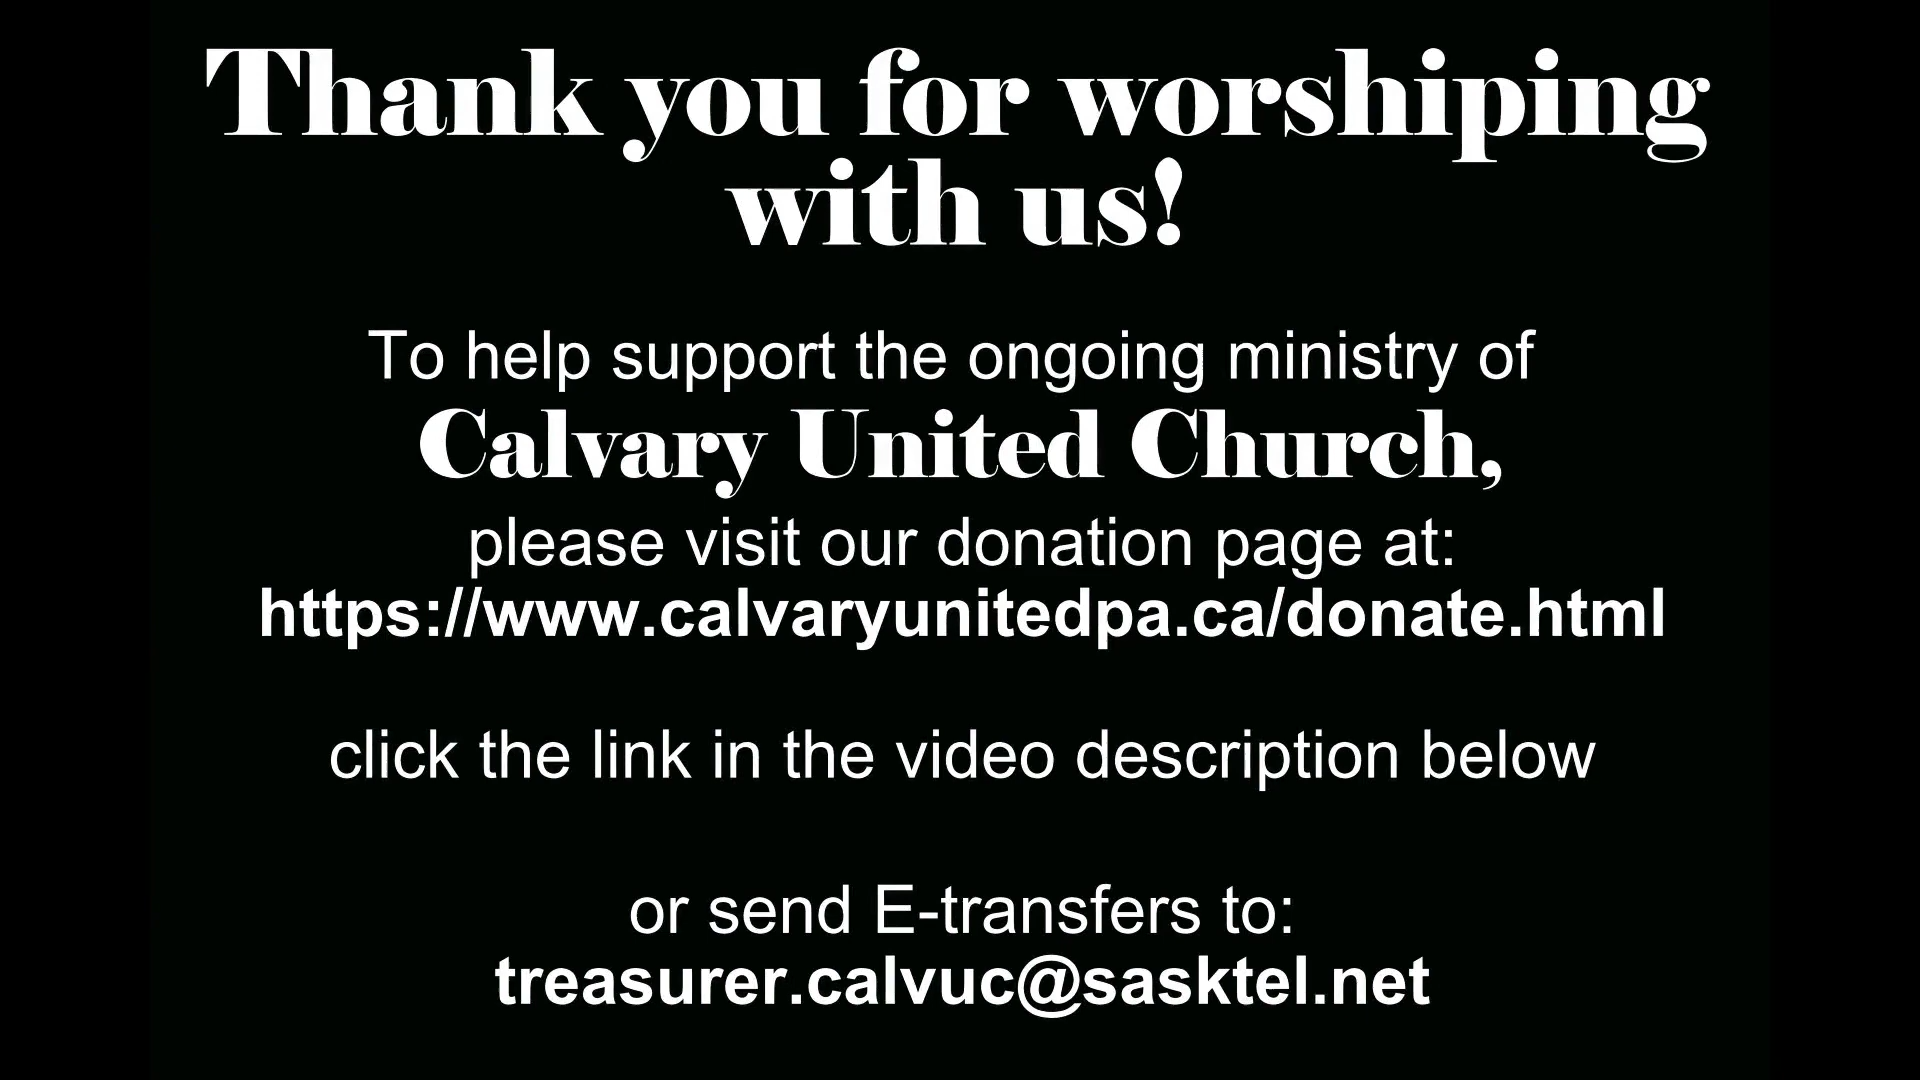 Thank you for worshiping
with us!
To help support the ongoing ministry of
Calvary United Church,
please visit our donation page at:
https://www.calvaryunitedpa.ca/donate.html
click the link in the video description below
or send E-transfers to:
treasurer.calvuc@sasktel.net